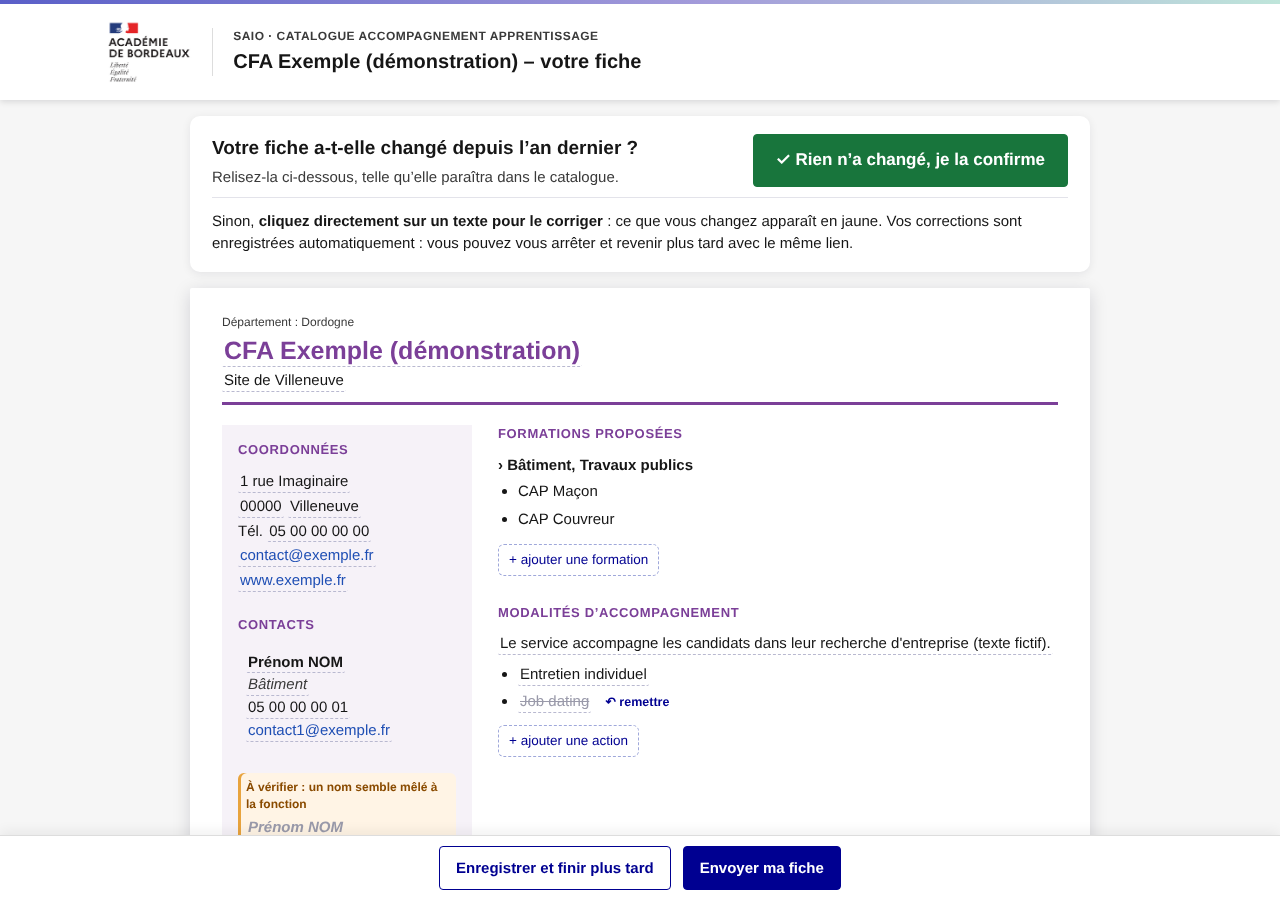 ACADÉMIE
DE BORDEAUX
Liberté
Égalité
Fraternité
SAIO · CATALOGUE ACCOMPAGNEMENT APPRENTISSAGE
CFA Exemple (démonstration) – votre fiche
Votre fiche a-t-elle changé depuis l’an dernier ?
Relisez-la ci-dessous, telle qu’elle paraîtra dans le catalogue.
✓ Rien n’a changé, je la confirme
Sinon, cliquez directement sur un texte pour le corriger : ce que vous changez apparaît en jaune. Vos corrections sont
enregistrées automatiquement : vous pouvez vous arrêter et revenir plus tard avec le même lien.
Département : Dordogne
CFA Exemple (démonstration)
Site de Villeneuve
COORDONNÉES
1 rue Imaginaire
00000 Villeneuve
Tél. 05 00 00 00 00
contact@exemple.fr
www.exemple.fr
CONTACTS
Prénom NOM
Bâtiment
05 00 00 00 01
contact1@exemple.fr
À vérifier : un nom semble mêlé à
la fonction
Prénom NOM
FORMATIONS PROPOSÉES
› Bâtiment, Travaux publics
• CAP Maçon
• CAP Couvreur
+ ajouter une formation
MODALITÉS D’ACCOMPAGNEMENT
Le service accompagne les candidats dans leur recherche d'entreprise (texte fictif).
• Entretien individuel
• Job dating ↶ remettre
+ ajouter une action
Enregistrer et finir plus tard
Envoyer ma fiche